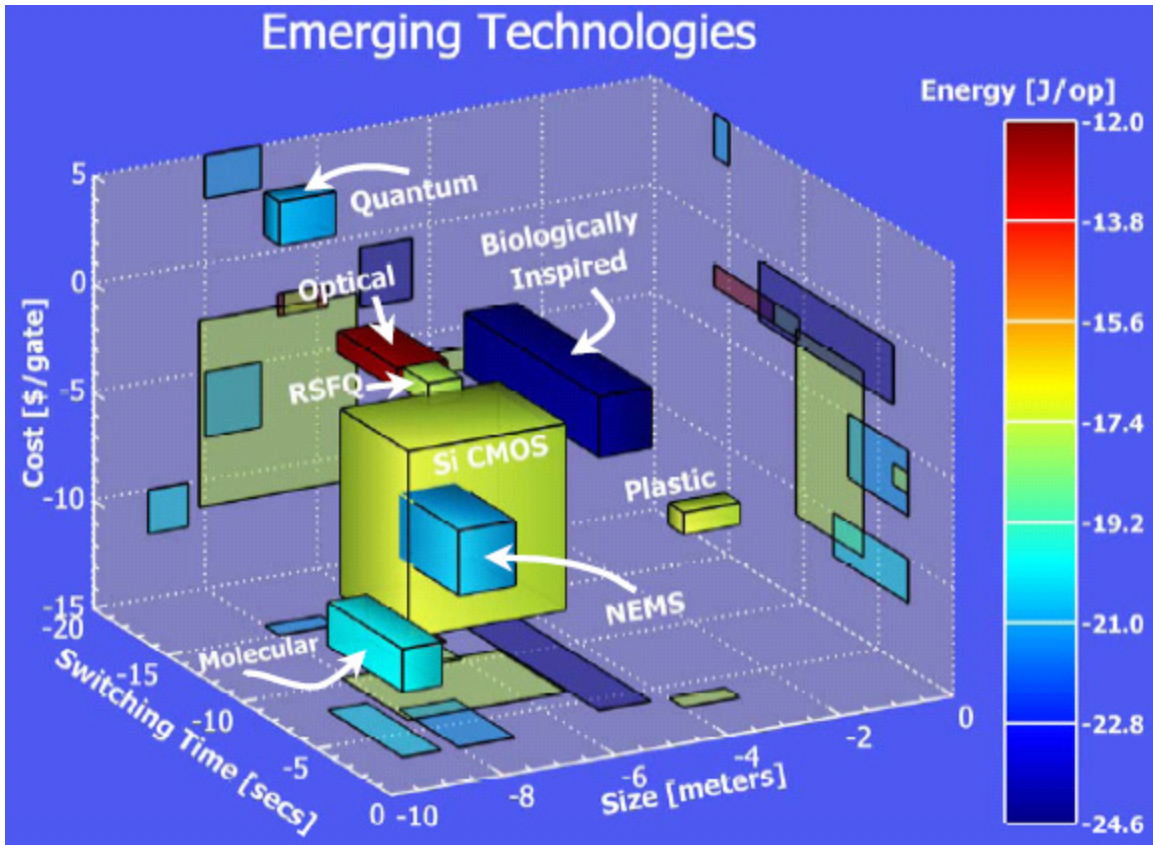 Emerging Technologies
Energy [J/op]
-12.0
-13.8
-15.6
-17.4
-19.2
-21.0
-22.8
-24.6
Quantum
Biologically
Inspired
Optical
RSFQ
Si CMOS
Plastic
NEMS
Molecular
Cost [$/gate]
5
0
-5
-10
-15
Switching Time [secs]
-20
-15
-10
-5
0
Size [meters]
-10
-8
-6
-4
-2
0